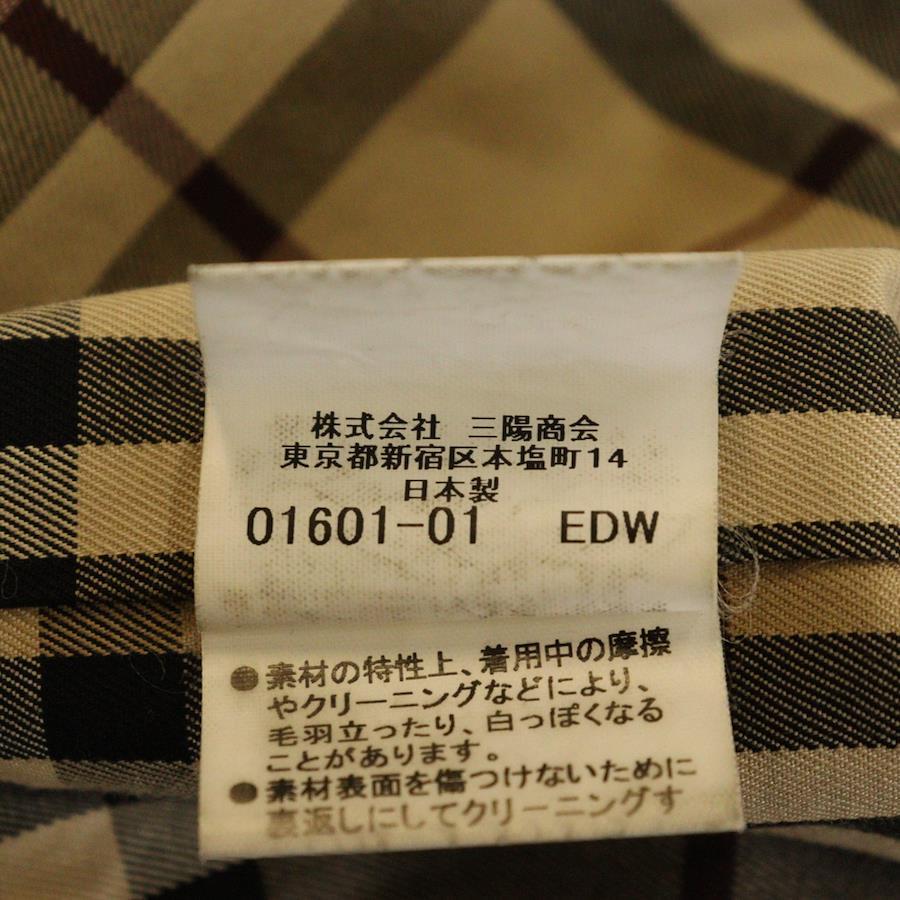 株式会社 三陽商会
東京都新宿区本塩町14
日本製
01601-01 EDW
●素材の特性上、着用中の摩擦
やクリーニングなどにより、
毛羽立ったり、白っぽくなる
ことがあります。
●素材表面を傷つけないために
裏返しにしてクリーニングす